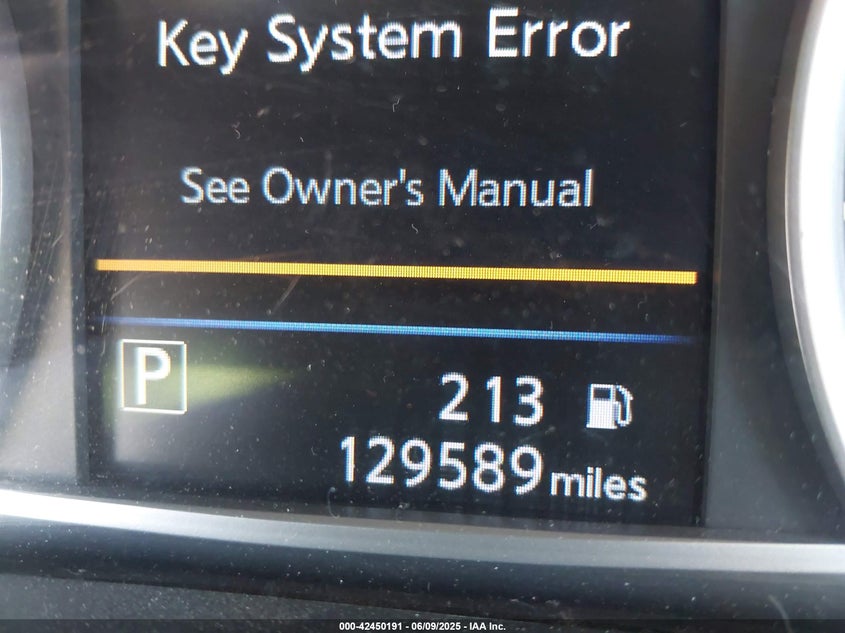 Key System Error
See Owner's Manual
P
213
129589 miles
000-42450191 - 06/09/2025 - IAA Inc.